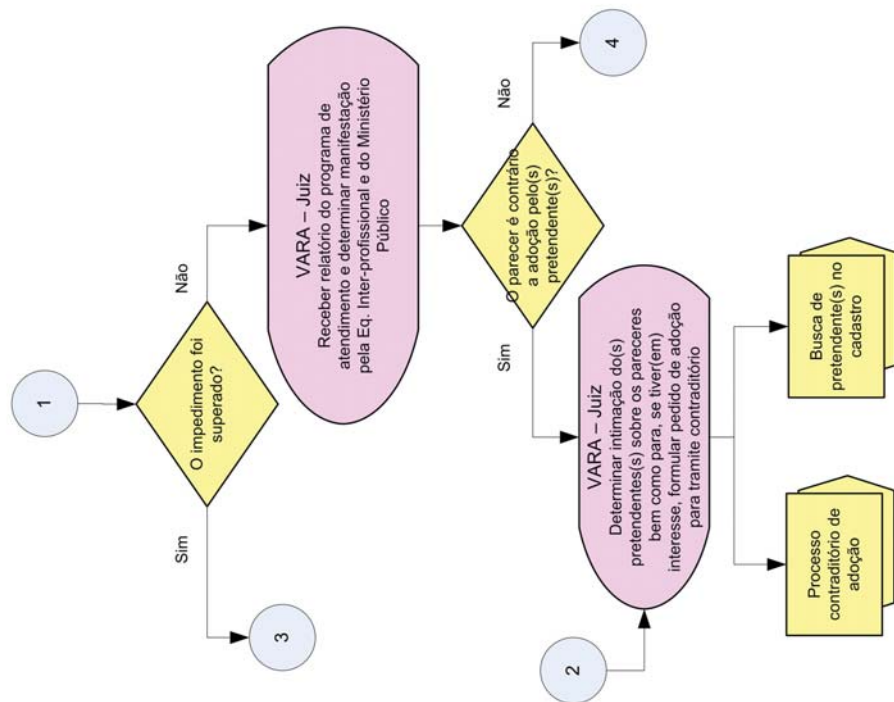 1
O impedimento foi
superado?
Sim
Não
3
VARA – Juiz
Receber relatório do programa de
atendimento e determinar manifestação
pela Eq. Inter-profissional e do Ministério
Público
O parecer é contrário
a adoção pelo(s)
pretendente(s)?
Sim
Não
4
2
VARA – Juiz
Determinar intimação do(s)
pretendentes(s) sobre os pareceres
bem como para, se tiver(em)
interesse, formular pedido de adoção
para tramite contraditório
Processo
contraditório de
adoção
Busca de
pretendente(s) no
cadastro